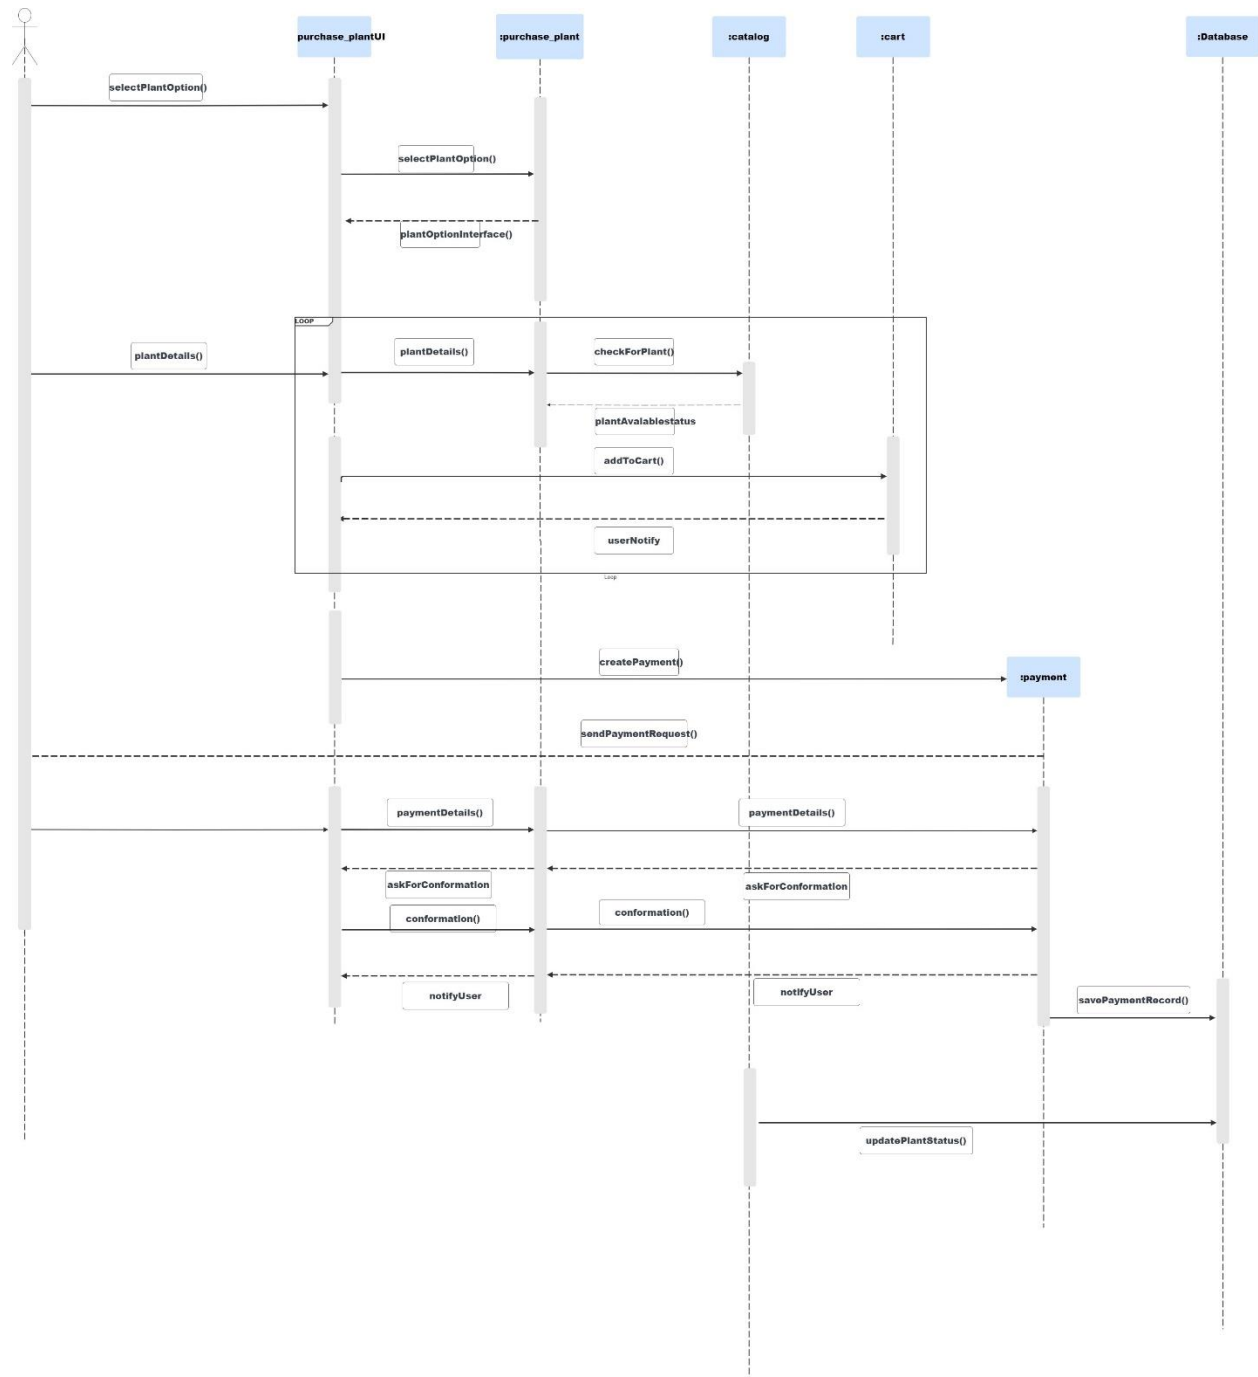 purchase_plantUI
:purchase_plant
:catalog
:cart
:Database
selectPlantOption()
selectPlantOption()
plantOptionInterface()
LOOP
plantDetails()
plantDetails()
checkForPlant()
plantAvalablestatus
addToCart()
userNotify
Loop
createPayment()
:payment
sendPaymentRequest()
paymentDetails()
paymentDetails()
askForConformation
askForConformation
conformation()
conformation()
notifyUser
notifyUser
savePaymentRecord()
updatePlantStatus()